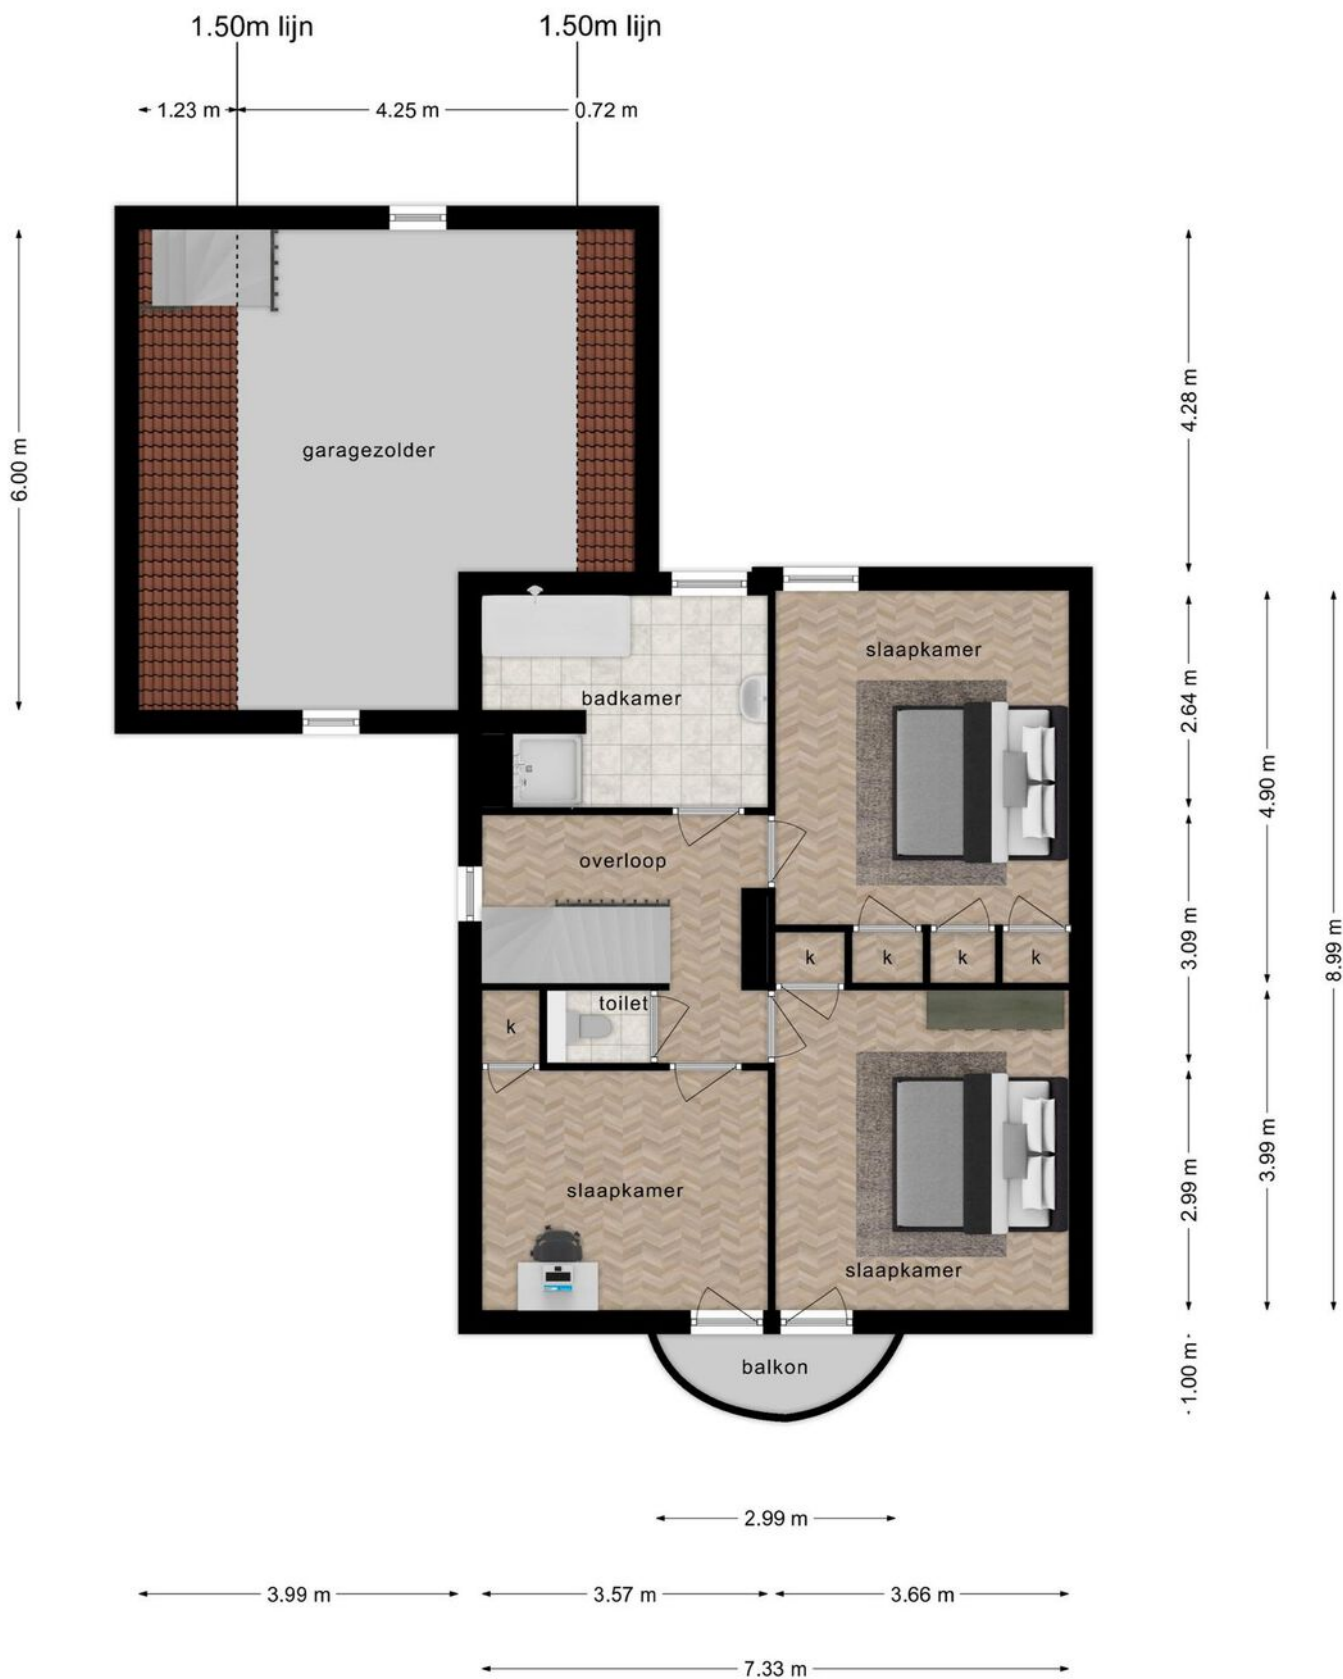 1.50m lijn 1.50m lijn
1.23 m 4.25 m 0.72 m
6.00 m
4.28 m
garagezolder
slaapkamer
badkamer
2.64 m
4.90 m
overloop
3.09 m
8.99 m
k k k k
toilet
k
3.99 m
2.99 m
slaapkamer
slaapkamer
balkon
1.00 m
2.99 m
3.99 m 3.57 m 3.66 m
7.33 m